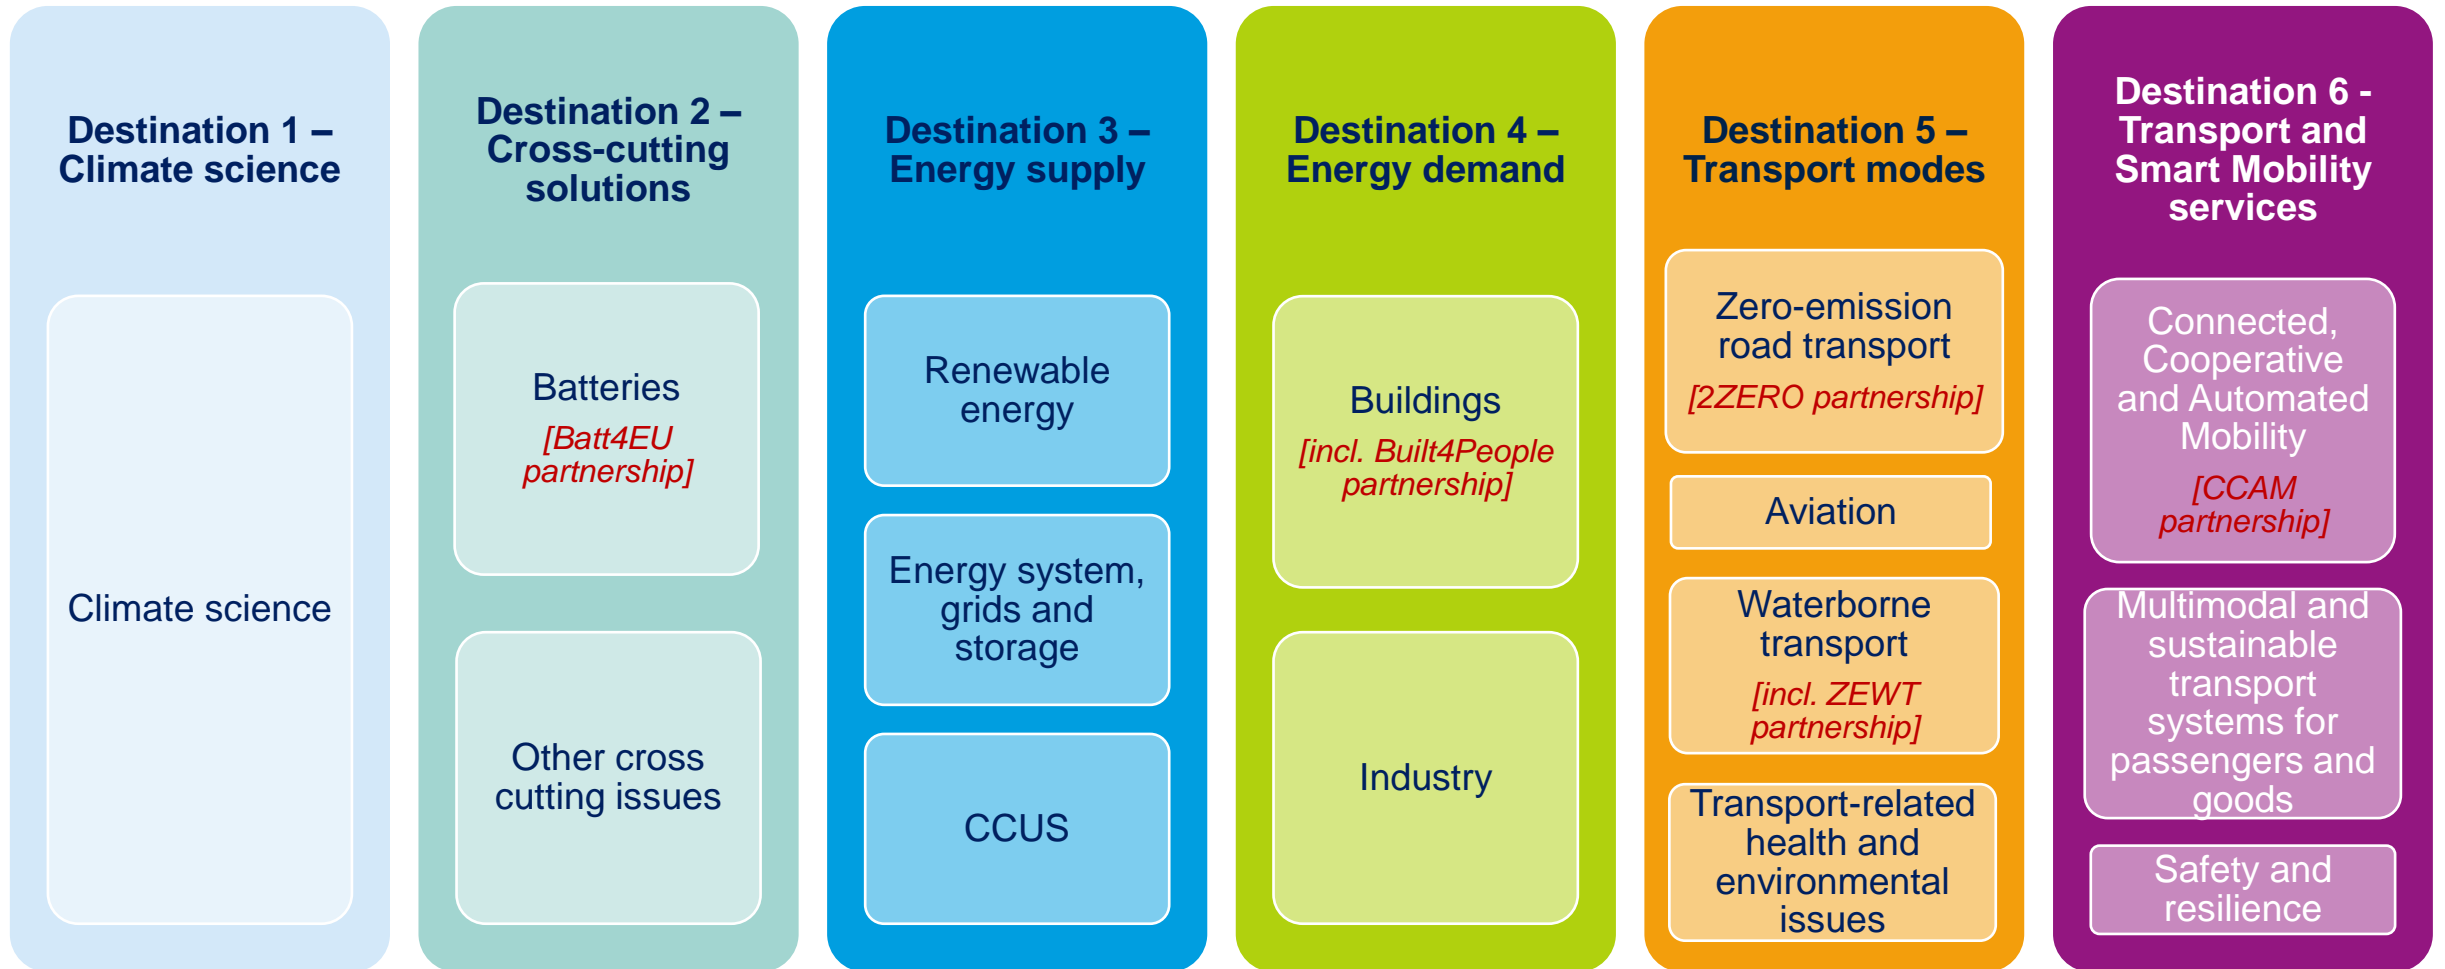 Destination 1 –
Climate science
Climate science
Destination 2 –
Cross-cutting
solutions
Batteries
[Batt4EU
partnership]
Other cross
cutting issues
Destination 3 –
Energy supply
Renewable
energy
Energy system,
grids and
storage
CCUS
Destination 4 –
Energy demand
Buildings
[incl. Built4People
partnership]
Industry
Destination 5 –
Transport modes
Zero-emission
road transport
[2ZERO partnership]
Aviation
Waterborne
transport
[incl. ZEWT
partnership]
Transport-related
health and
environmental
issues
Destination 6 -
Transport and
Smart Mobility
services
Connected,
Cooperative
and Automated
Mobility
[CCAM
partnership]
Multimodal and
sustainable
transport
systems for
passengers and
goods
Safety and
resilience